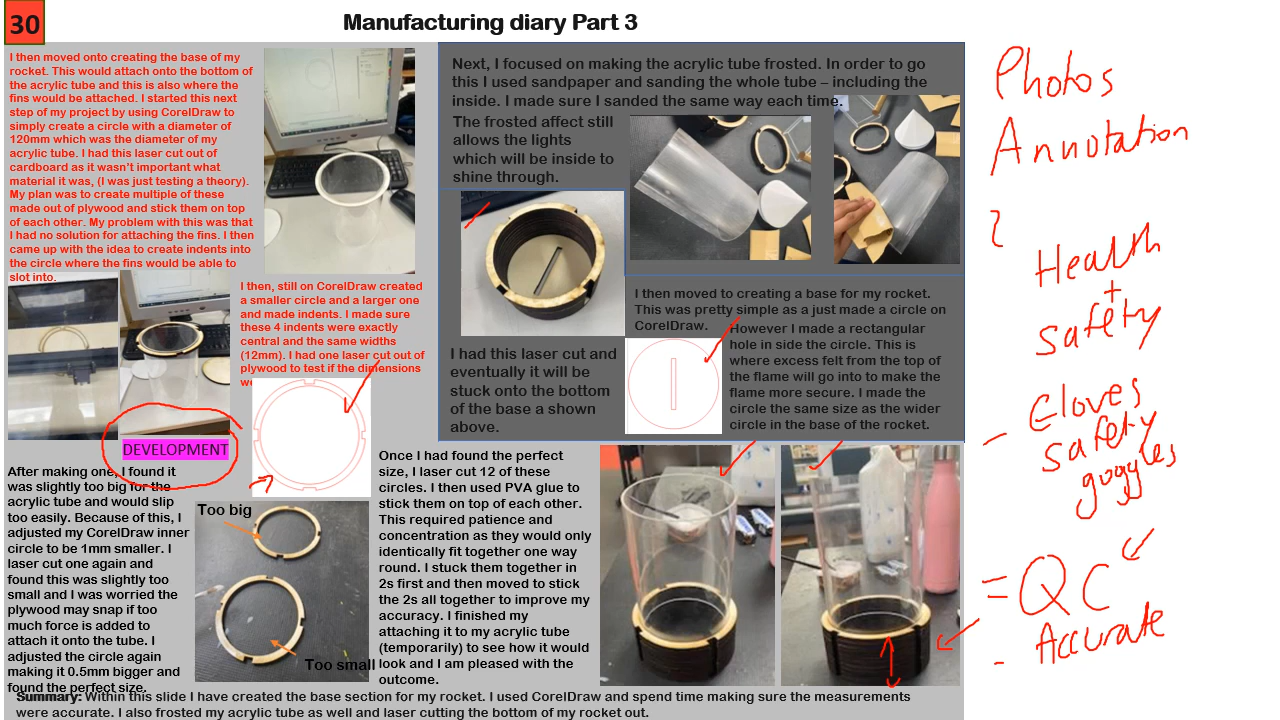 30
Manufacturing diary Part 3
I then moved onto creating the base of my
rocket. This would attach onto the bottom of
the acrylic tube and this is also where the
fins would be attached. I started this next
step of my project by using CorelDraw to
simply create a circle with a diameter of
120mm which was the diameter of my
acrylic tube. I had this laser cut out of
cardboard as it wasn't important what
material it was, (I was just testing a theory).
My plan was to create multiple of these
made out of plywood and stick them on top
of each other. My problem with this was that
I had no solution for attaching the fins. I then
came up with the idea to create indents into
the circle where the fins would be able to
slot into.
I then, still on CorelDraw created
a smaller circle and a larger one
and made indents. I made sure
these 4 indents were exactly
central and the same widths
(12mm). I had one laser cut out of
plywood to test if the dimensions
DEVELOPMENT
After making one, I found it
was slightly too big for the
acrylic tube and would slip
too easily. Because of this, I
adjusted my CorelDraw inner
circle to be 1mm smaller. I
laser cut one again and
found this was slightly too
small and I was worried the
plywood may snap if too
much force is added to
attach it onto the tube. I
adjusted the circle again
making it 0.5mm bigger and
found the perfect size.
Too big
Too small
Once I had found the perfect
size, I laser cut 12 of these
circles. I then used PVA glue to
stick them on top of each other.
This required patience and
concentration as they would only
identically fit together one way
round. I stuck them together in
2s first and then moved to stick
the 2s all together to improve my
accuracy. I finished my
attaching it to my acrylic tube
(temporarily) to see how it would
look and I am pleased with the
outcome.
Next, I focused on making the acrylic tube frosted. In order to go
this I used sandpaper and sanding the whole tube – including the
inside. I made sure I sanded the same way each time.
The frosted affect still
allows the lights
which will be inside to
shine through.
I then moved to creating a base for my rocket.
This was pretty simple as a just made a circle on
CorelDraw.
However I made a rectangular
hole in side the circle. This is
where excess felt from the top of
the flame will go into to make the
flame more secure. I made the
circle the same size as the wider
circle in the base of the rocket.
I had this laser cut and
eventually it will be
stuck onto the bottom
of the base a shown
above.
Summary: Within this slide I have created the base section for my rocket. I used CorelDraw and spend time making sure the measurements
were accurate. I also frosted my acrylic tube as well and laser cutting the bottom of my rocket out.
Photos
Annotation
Health
+
safety
- Gloves
safety
goggles
= QC
- Accurate